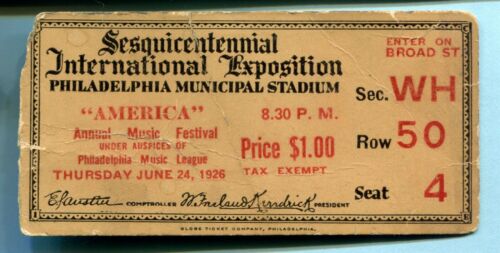 Sesquicentennial
International Exposition
PHILADELPHIA MUNICIPAL STADIUM
ENTER ON
BROAD ST.
"AMERICA"
Annual Music Festival
UNDER AUSPICES OF
Philadelphia Music League
THURSDAY JUNE 24, 1926
8.30 P. M.
Price $1.00
TAX EXEMPT
Sec. WH
Row 50
Seat 4
COMPTROLLER W. Freeland Kendrick PRESIDENT
GLOBE TICKET COMPANY, PHILADELPHIA.